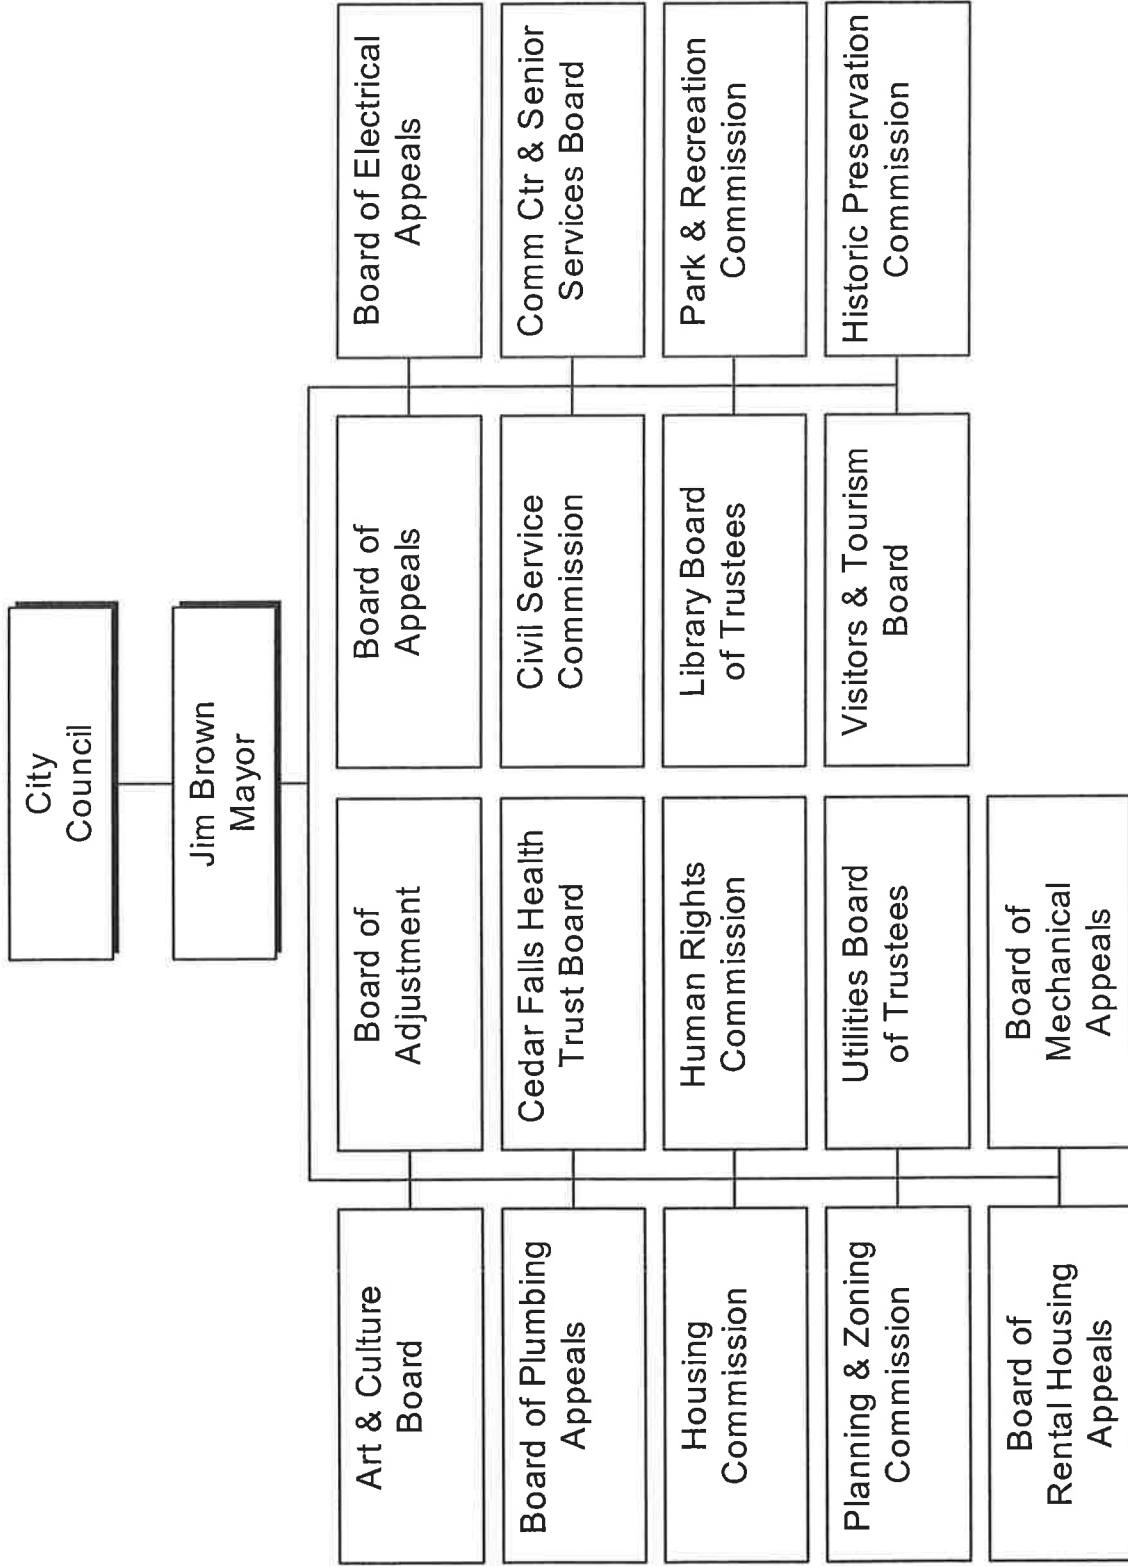 City
Council
Jim Brown
Mayor
Art & Culture
Board
Board of
Adjustment
Board of
Appeals
Board of Electrical
Appeals
Board of Plumbing
Appeals
Cedar Falls Health
Trust Board
Civil Service
Commission
Comm Ctr & Senior
Services Board
Housing
Commission
Human Rights
Commission
Library Board
of Trustees
Park & Recreation
Commission
Planning & Zoning
Commission
Utilities Board
of Trustees
Visitors & Tourism
Board
Historic Preservation
Commission
Board of
Rental Housing
Appeals
Board of
Mechanical
Appeals